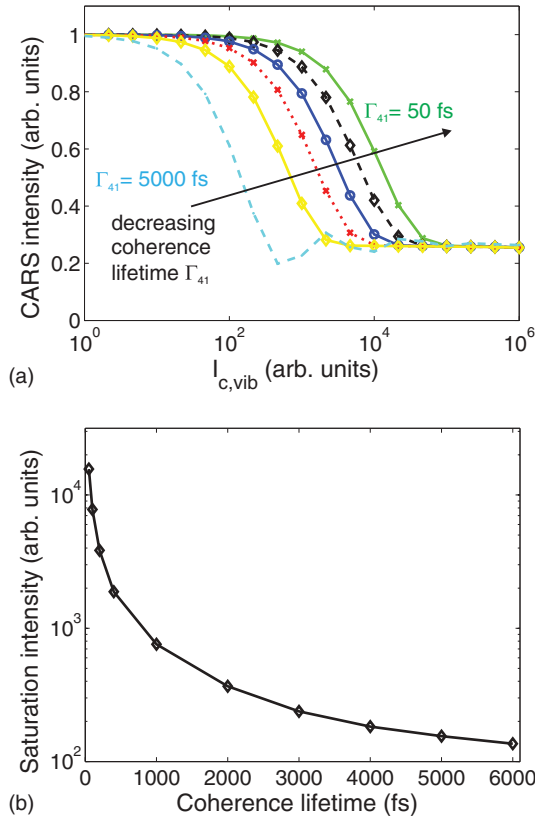 1
0.8
0.6
0.4
0.2
0
CARS intensity (arb. units)
Γ41 = 50 fs
Γ41 = 5000 fs
decreasing
coherence
lifetime Γ41
10^0
10^2
10^4
10^6
I_c,vib (arb. units)
(a)
10^4
10^3
10^2
Saturation intensity (arb. units)
0
1000
2000
3000
4000
5000
6000
Coherence lifetime (fs)
(b)